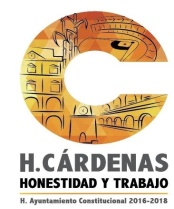 H.CÁRDENAS
HONESTIDAD Y TRABAJO
H. Ayuntamiento Constitucional 2016-2018